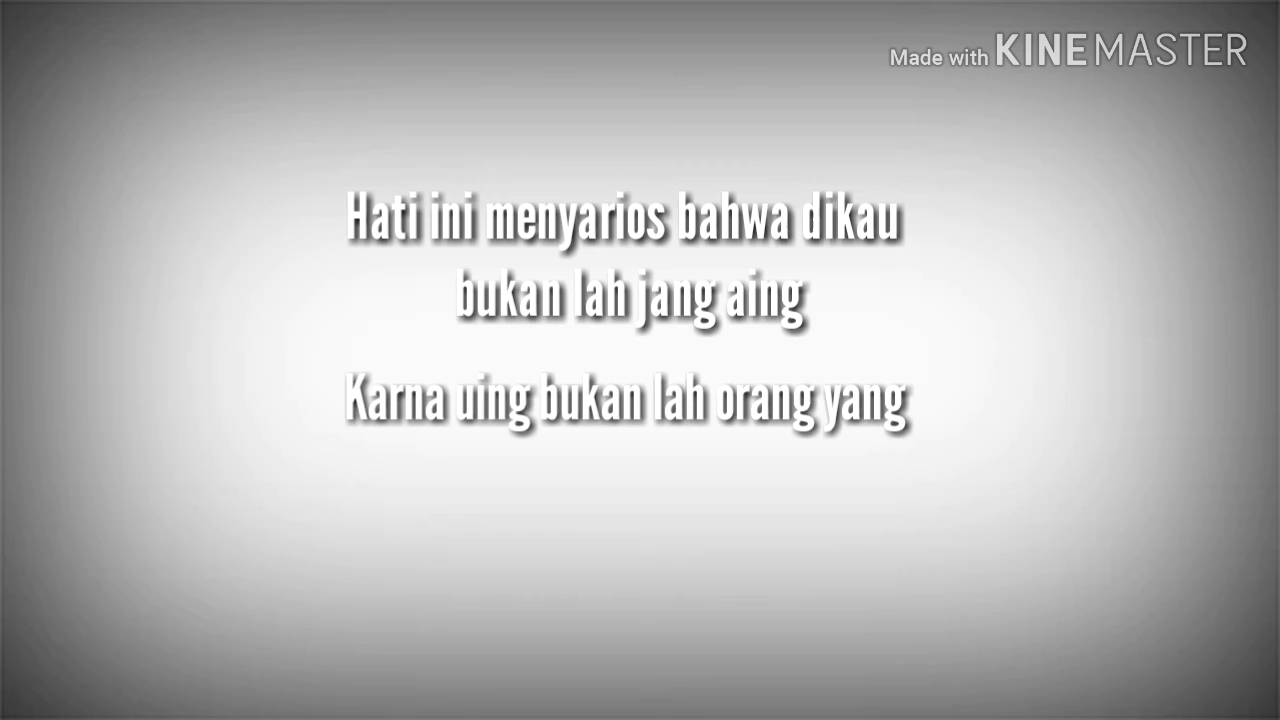 Made with KINEMASTER
Hati ini menyarios bahwa dikau
bukan lah jang aing
Karna uing bukan lah orang yang